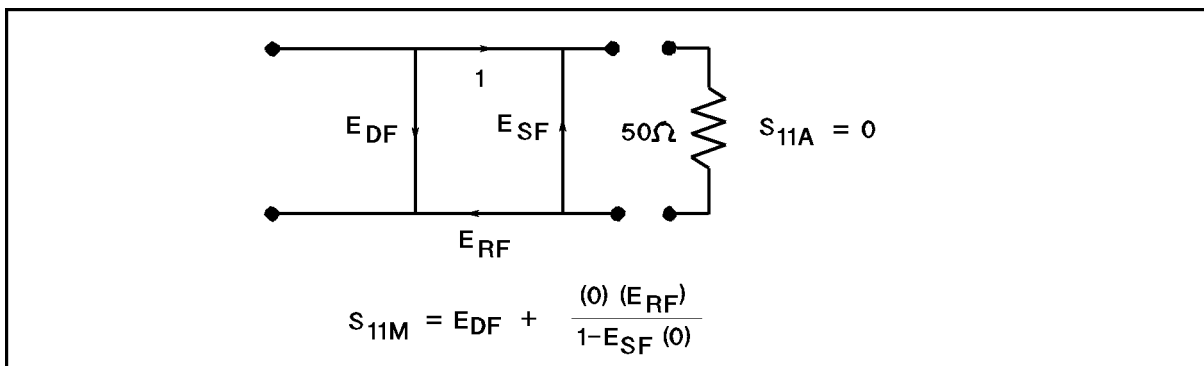 1
E_DF
E_SF
50Ω
S_11A = 0
E_RF
S_11M = E_DF + (0) (E_RF) / 1-E_SF (0)